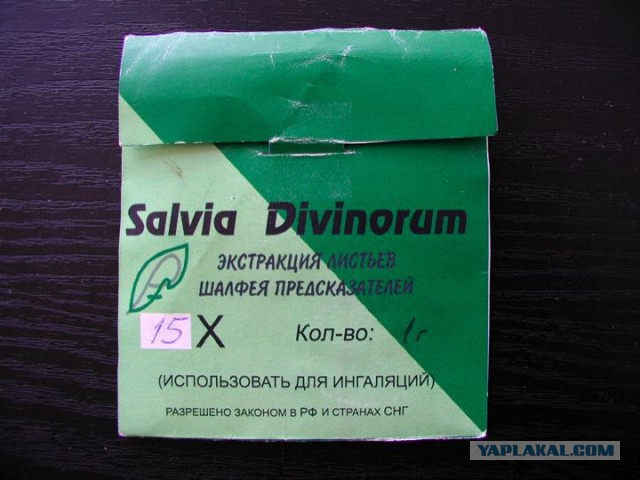 Salvia Divinorum
ЭКСТРАКЦИЯ ЛИСТЬЕВ
ШАЛФЕЯ ПРЕДСКАЗАТЕЛЕЙ
15 X Кол-во: 1г
(ИСПОЛЬЗОВАТЬ ДЛЯ ИНГАЛЯЦИЙ)
РАЗРЕШЕНО ЗАКОНОМ В РФ И СТРАНАХ СНГ
YAPLAKAL.COM